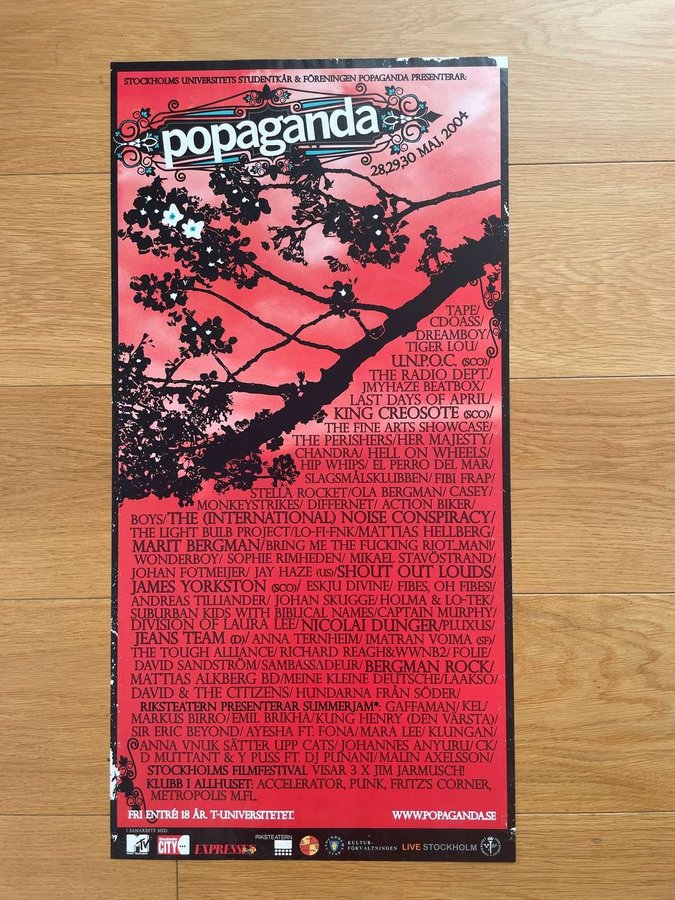 STOCKHOLMS UNIVERSITETS STUDENTKÅR & FÖRENINGEN POPAGANDA PRESENTERAR:
popaganda
28,29,30 MAJ, 2004
TAPE/
CDOASS/
DREAMBOY/
TIGER LOU/
U.N.P.O.C. (SCO)/
THE RADIO DEPT./
JMYHAZE BEATBOX/
LAST DAYS OF APRIL/
KING CREOSOTE (SCO)/
THE FINE ARTS SHOWCASE/
THE PERISHERS/HER MAJESTY/
CHANDRA/ HELL ON WHEELS/
HIP WHIPS/ EL PERRO DEL MAR/
SLAGSMÅLSKLUBBEN/FIBI FRAP/
STELLA ROCKET/OLA BERGMAN/ CASEY/
MONKEYSTRIKES/ DIFFERNET/ ACTION BIKER/
BOYS/THE (INTERNATIONAL) NOISE CONSPIRACY/
THE LIGHT BULB PROJECT/LO-FI-FNK/MATTIAS HELLBERG/
MARIT BERGMAN/BRING ME THE FUCKING RIOT...MAN!/
WONDERBOY/ SOPHIE RIMHEDEN/ MIKAEL STAVÖSTRAND/
JOHAN FOTMEIJER/ JAY HAZE (US)/SHOUT OUT LOUDS/
JAMES YORKSTON (SCO)/ ESKJU DIVINE/ FIBES, OH FIBES!/
ANDREAS TILLIANDER/ JOHAN SKUGGE/HOLMA & LO-TEK/
SUBURBAN KIDS WITH BIBLICAL NAMES/CAPTAIN MURPHY/
DIVISION OF LAURA LEE/NICOLAI DUNGER/PLUXUS/
JEANS TEAM (D)/ ANNA TERNHEIM/ IMATRAN VOIMA (SF)/
THE TOUGH ALLIANCE/ RICHARD REAGH&WWNB2/ FOLIE/
DAVID SANDSTRÖM/SAMBASSADEUR/BERGMAN ROCK/
MATTIAS ALKBERG BD/MEINE KLEINE DEUTSCHE/LAAKSO/
DAVID & THE CITIZENS/ HUNDARNA FRÅN SÖDER/
RIKSTEATERN PRESENTERAR SUMMERJAM*: GAFFAMAN/ KEL/
MARKUS BIRRO/EMIL BRIKHA/KUNG HENRY (DEN VÄRSTA)/
SIR ERIC BEYOND/ AYESHA FT. FONA/ MARA LEE/ KLUNGAN/
ANNA VNUK SÄTTER UPP CATS/ JOHANNES ANYURU/ CK/
D MUTTANT & Y PUSS FT. DJ PUNANI/ MALIN AXELSSON/
STOCKHOLMS FILMFESTIVAL VISAR 3 X JIM JARMUSCH!/
KLUBB I ALLHUSET: ACCELERATOR, PUNK, FRITZ'S CORNER,
METROPOLIS M.FL.
FRI ENTRÉ! 18 ÅR. T-UNIVERSITETET. WWW.POPAGANDA.SE
I SAMARBETE MED:
MTV CITY EXPRESSEN RIKSTEATERN KULTUR-FÖRVALTNINGEN LIVE STOCKHOLM